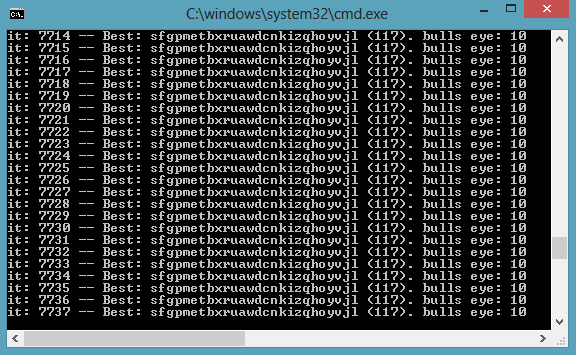 C:\windows\system32\cmd.exe
it: 7714 -- Best: sfgpmetbxruawdcnkizqhoyvjl (117). bulls eye: 10
it: 7715 -- Best: sfgpmetbxruawdcnkizqhoyvjl (117). bulls eye: 10
it: 7716 -- Best: sfgpmetbxruawdcnkizqhoyvjl (117). bulls eye: 10
it: 7717 -- Best: sfgpmetbxruawdcnkizqhoyvjl (117). bulls eye: 10
it: 7718 -- Best: sfgpmetbxruawdcnkizqhoyvjl (117). bulls eye: 10
it: 7719 -- Best: sfgpmetbxruawdcnkizqhoyvjl (117). bulls eye: 10
it: 7720 -- Best: sfgpmetbxruawdcnkizqhoyvjl (117). bulls eye: 10
it: 7721 -- Best: sfgpmetbxruawdcnkizqhoyvjl (117). bulls eye: 10
it: 7722 -- Best: sfgpmetbxruawdcnkizqhoyvjl (117). bulls eye: 10
it: 7723 -- Best: sfgpmetbxruawdcnkizqhoyvjl (117). bulls eye: 10
it: 7724 -- Best: sfgpmetbxruawdcnkizqhoyvjl (117). bulls eye: 10
it: 7725 -- Best: sfgpmetbxruawdcnkizqhoyvjl (117). bulls eye: 10
it: 7726 -- Best: sfgpmetbxruawdcnkizqhoyvjl (117). bulls eye: 10
it: 7727 -- Best: sfgpmetbxruawdcnkizqhoyvjl (117). bulls eye: 10
it: 7728 -- Best: sfgpmetbxruawdcnkizqhoyvjl (117). bulls eye: 10
it: 7729 -- Best: sfgpmetbxruawdcnkizqhoyvjl (117). bulls eye: 10
it: 7730 -- Best: sfgpmetbxruawdcnkizqhoyvjl (117). bulls eye: 10
it: 7731 -- Best: sfgpmetbxruawdcnkizqhoyvjl (117). bulls eye: 10
it: 7732 -- Best: sfgpmetbxruawdcnkizqhoyvjl (117). bulls eye: 10
it: 7733 -- Best: sfgpmetbxruawdcnkizqhoyvjl (117). bulls eye: 10
it: 7734 -- Best: sfgpmetbxruawdcnkizqhoyvjl (117). bulls eye: 10
it: 7735 -- Best: sfgpmetbxruawdcnkizqhoyvjl (117). bulls eye: 10
it: 7736 -- Best: sfgpmetbxruawdcnkizqhoyvjl (117). bulls eye: 10
it: 7737 -- Best: sfgpmetbxruawdcnkizqhoyvjl (117). bulls eye: 10